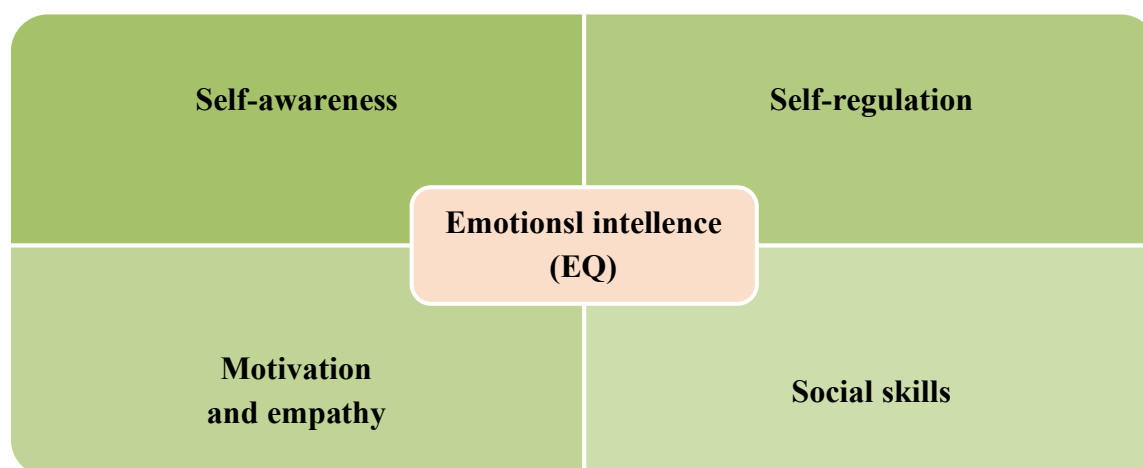 Self-awareness
Self-regulation
Emotionsl intellence
(EQ)
Motivation
and empathy
Social skills